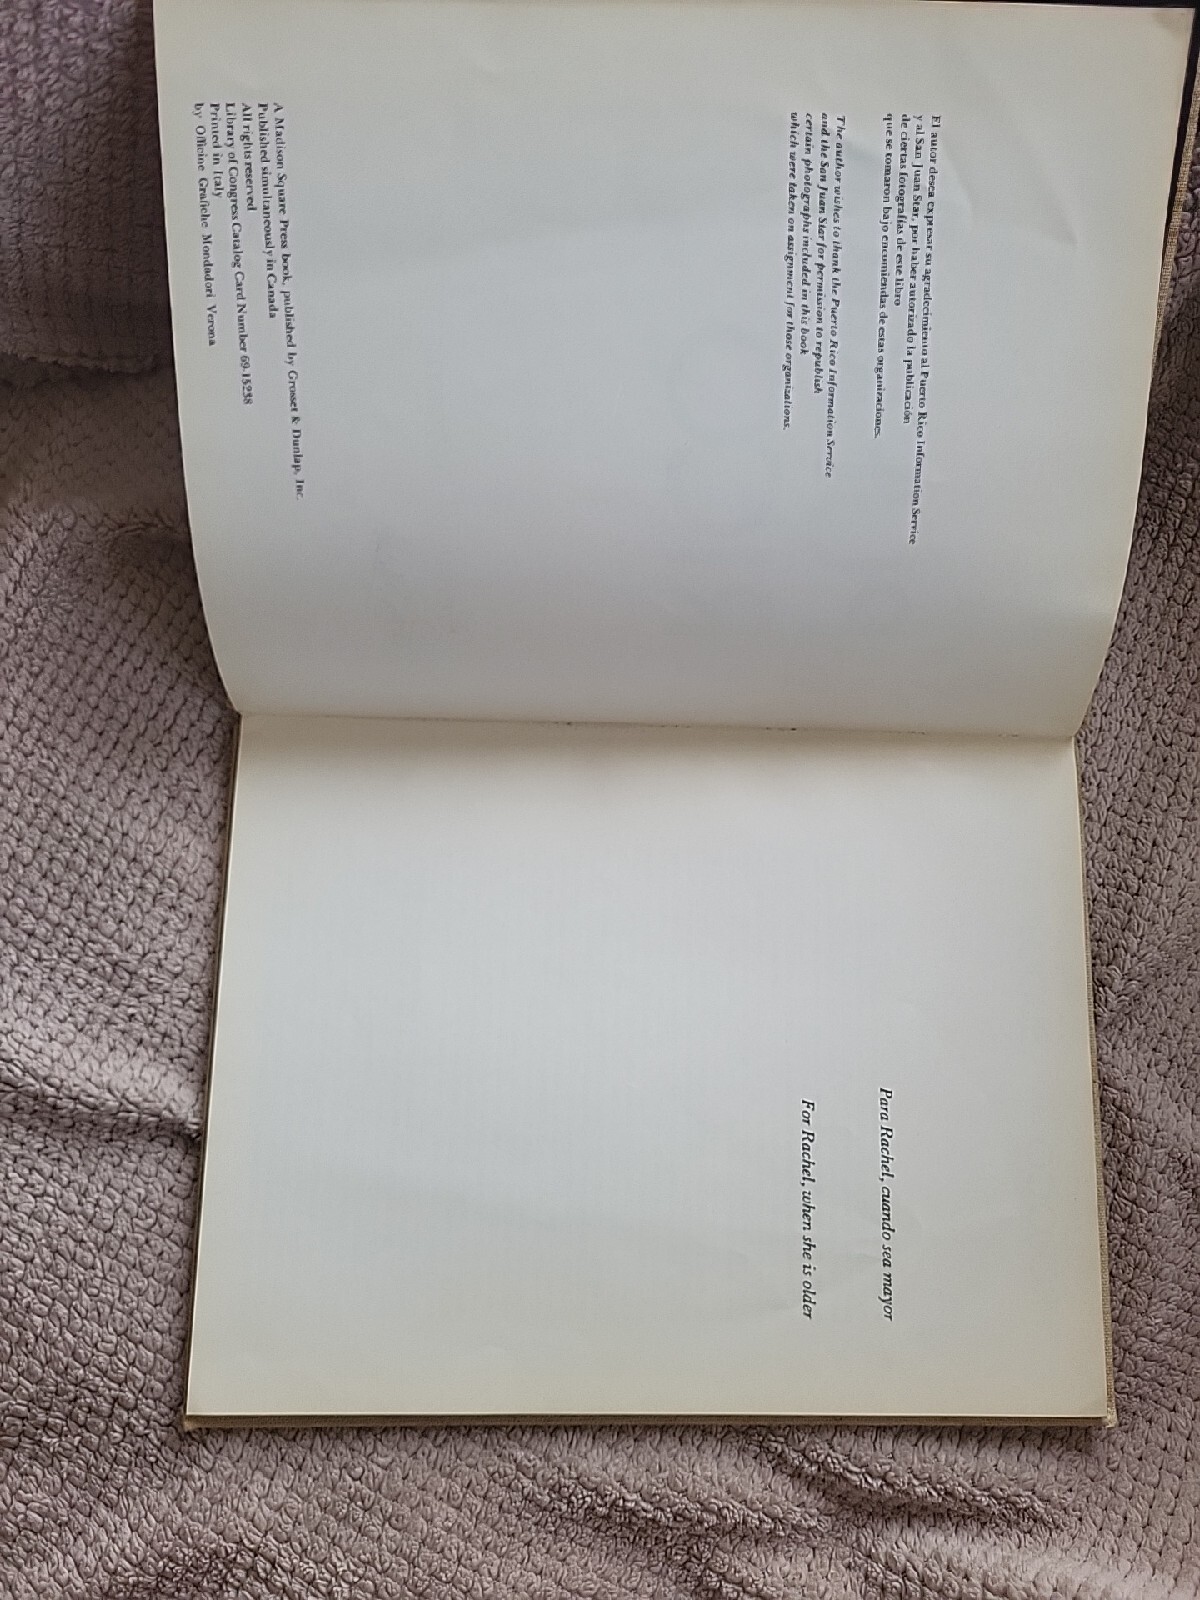 El autor desea expresar su agradecimiento al Puerto Rico Information Service
y al San Juan Star, por haber autorizado la publicación
de ciertas fotografías de este libro
que se tomaron bajo encomiendas de estas organizaciones.
The author wishes to thank the Puerto Rico Information Service
and the San Juan Star for permission to republish
certain photographs included in this book
which were taken on assignment for those organizations.
A Madison Square Press book, published by Grosset & Dunlap, Inc.
Published simultaneously in Canada
All rights reserved
Library of Congress Catalog Card Number 69-15238
Printed in Italy
by Officine Grafiche Mondadori Verona
Para Rachel, cuando sea mayor
For Rachel, when she is older